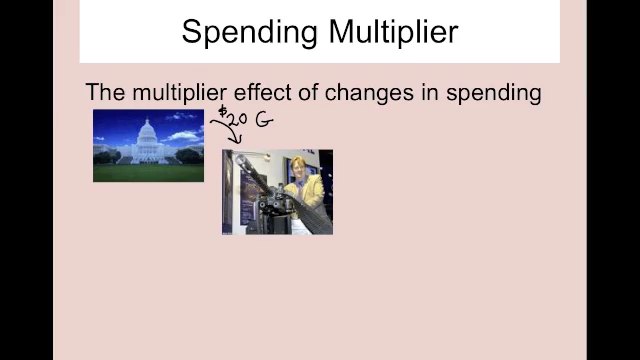 Spending Multiplier
The multiplier effect of changes in spending
$20 G